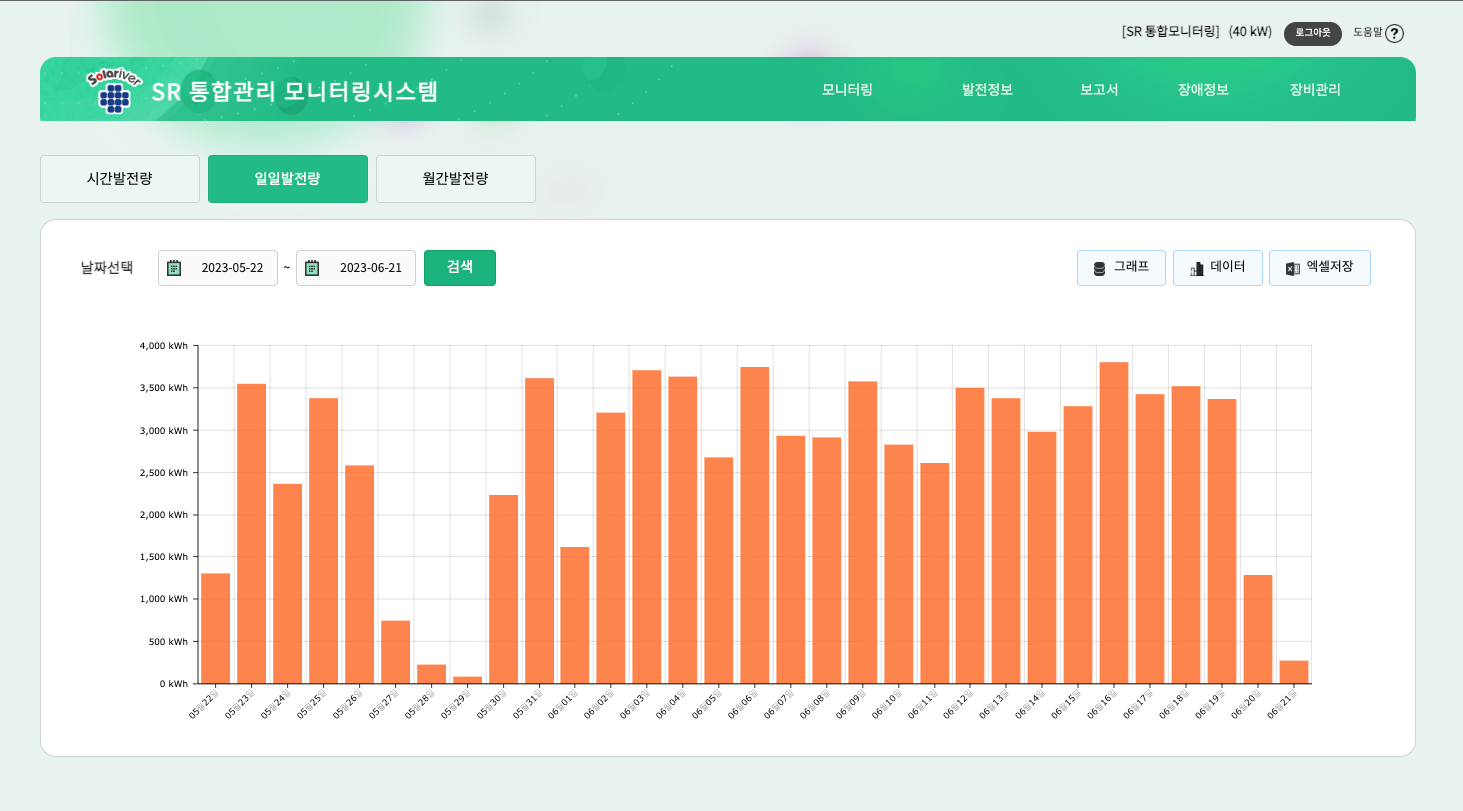 [SR 통합모니터링] (40 kW) 로그아웃 도움말 ?
Solariver SR 통합관리 모니터링시스템 모니터링 발전정보 보고서 장애정보 장비관리
시간발전량 일일발전량 월간발전량
날짜선택 2023-05-22 ~ 2023-06-21 검색 그래프 데이터 엑셀저장
4,000 kWh
3,500 kWh
3,000 kWh
2,500 kWh
2,000 kWh
1,500 kWh
1,000 kWh
500 kWh
0 kWh
05월22일 05월23일 05월24일 05월25일 05월26일 05월27일 05월28일 05월29일 05월30일 05월31일 06월01일 06월02일 06월03일 06월04일 06월05일 06월06일 06월07일 06월08일 06월09일 06월10일 06월11일 06월12일 06월13일 06월14일 06월15일 06월16일 06월17일 06월18일 06월19일 06월20일 06월21일